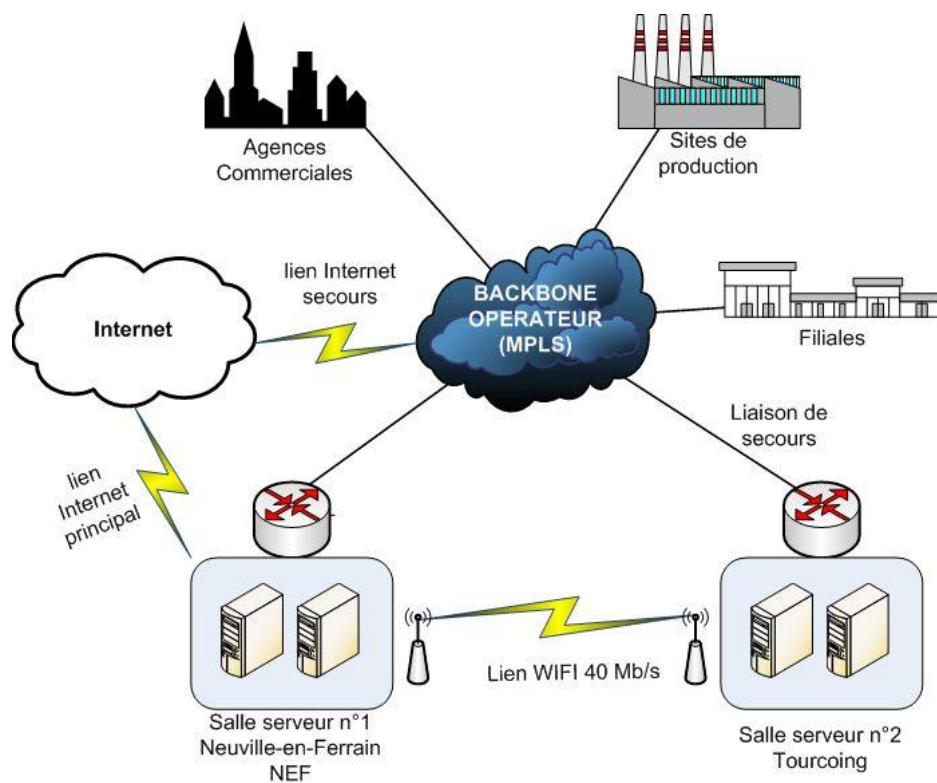 Agences
Commerciales
Sites de
production
lien Internet
secours
Internet
BACKBONE
OPERATEUR
(MPLS)
Filiales
Liaison de
secours
lien
Internet
principal
Lien WIFI 40 Mb/s
Salle serveur n°1
Neuville-en-Ferrain
NEF
Salle serveur n°2
Tourcoing